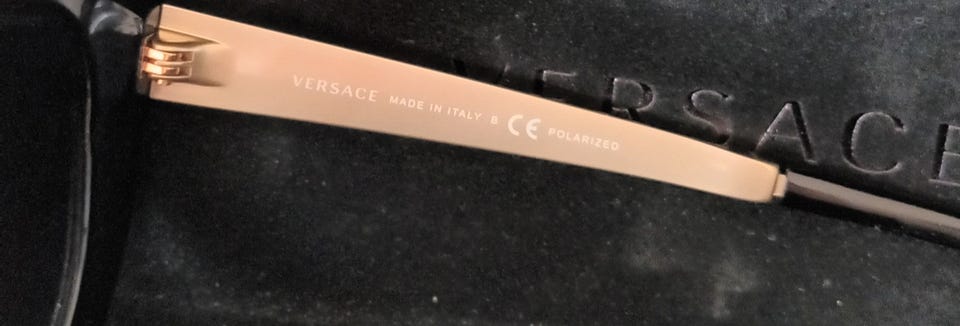 VERSACE MADE IN ITALY B CE POLARIZED
VERSACE